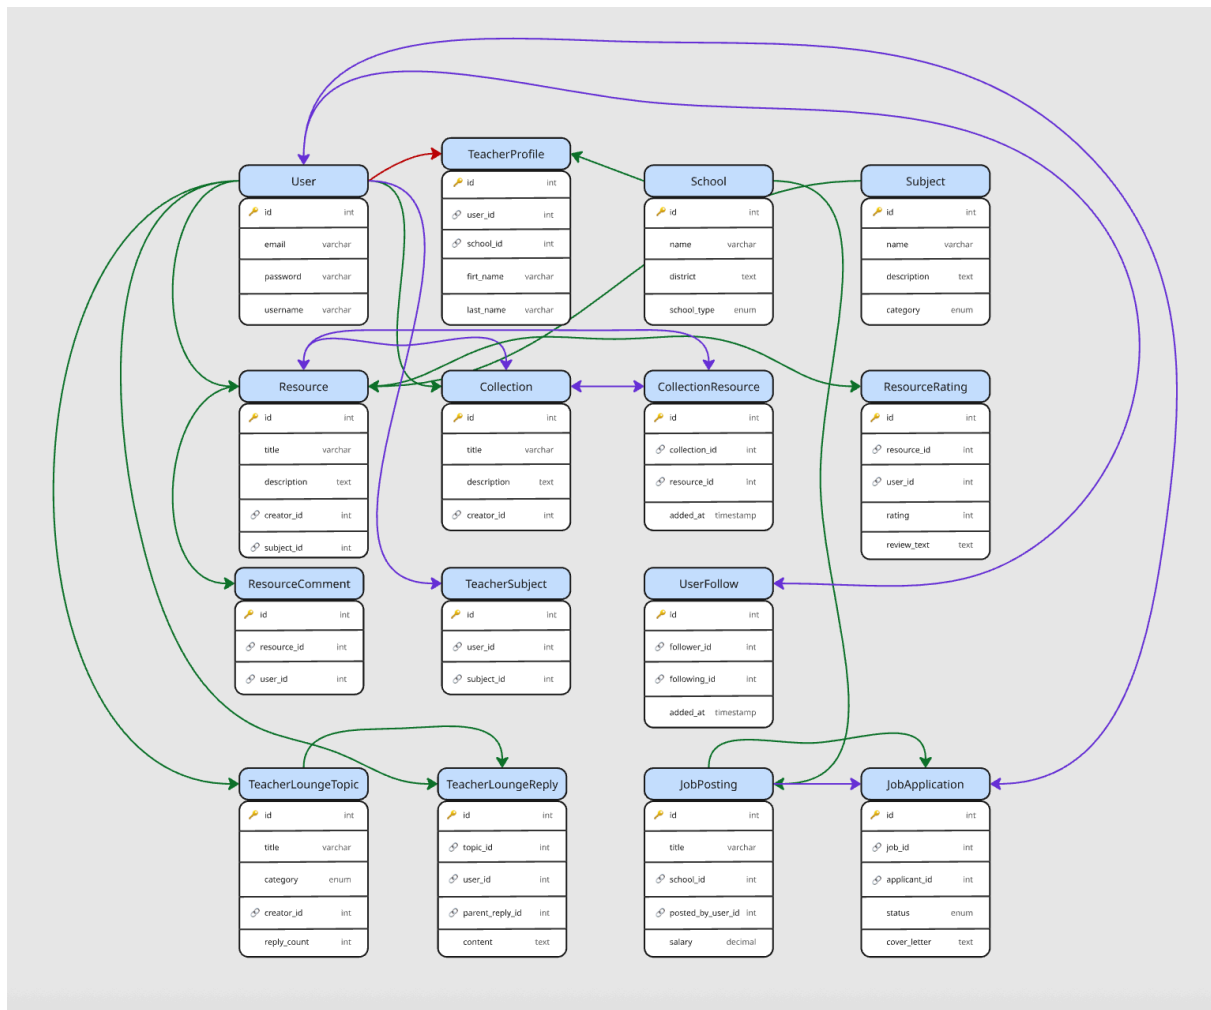 TeacherProfile
id int
user_id int
school_id int
firt_name varchar
last_name varchar
User
id int
email varchar
password varchar
username varchar
School
id int
name varchar
district text
school_type enum
Subject
id int
name varchar
description text
category enum
Resource
id int
title varchar
description text
creator_id int
subject_id int
Collection
id int
title varchar
description text
creator_id int
CollectionResource
id int
collection_id int
resource_id int
added_at timestamp
ResourceRating
id int
resource_id int
user_id int
rating int
review_text text
ResourceComment
id int
resource_id int
user_id int
TeacherSubject
id int
user_id int
subject_id int
UserFollow
id int
follower_id int
following_id int
added_at timestamp
TeacherLoungeTopic
id int
title varchar
category enum
creator_id int
reply_count int
TeacherLoungeReply
id int
topic_id int
user_id int
parent_reply_id int
content text
JobPosting
id int
title varchar
school_id int
posted_by_user_id int
salary decimal
JobApplication
id int
job_id int
applicant_id int
status enum
cover_letter text